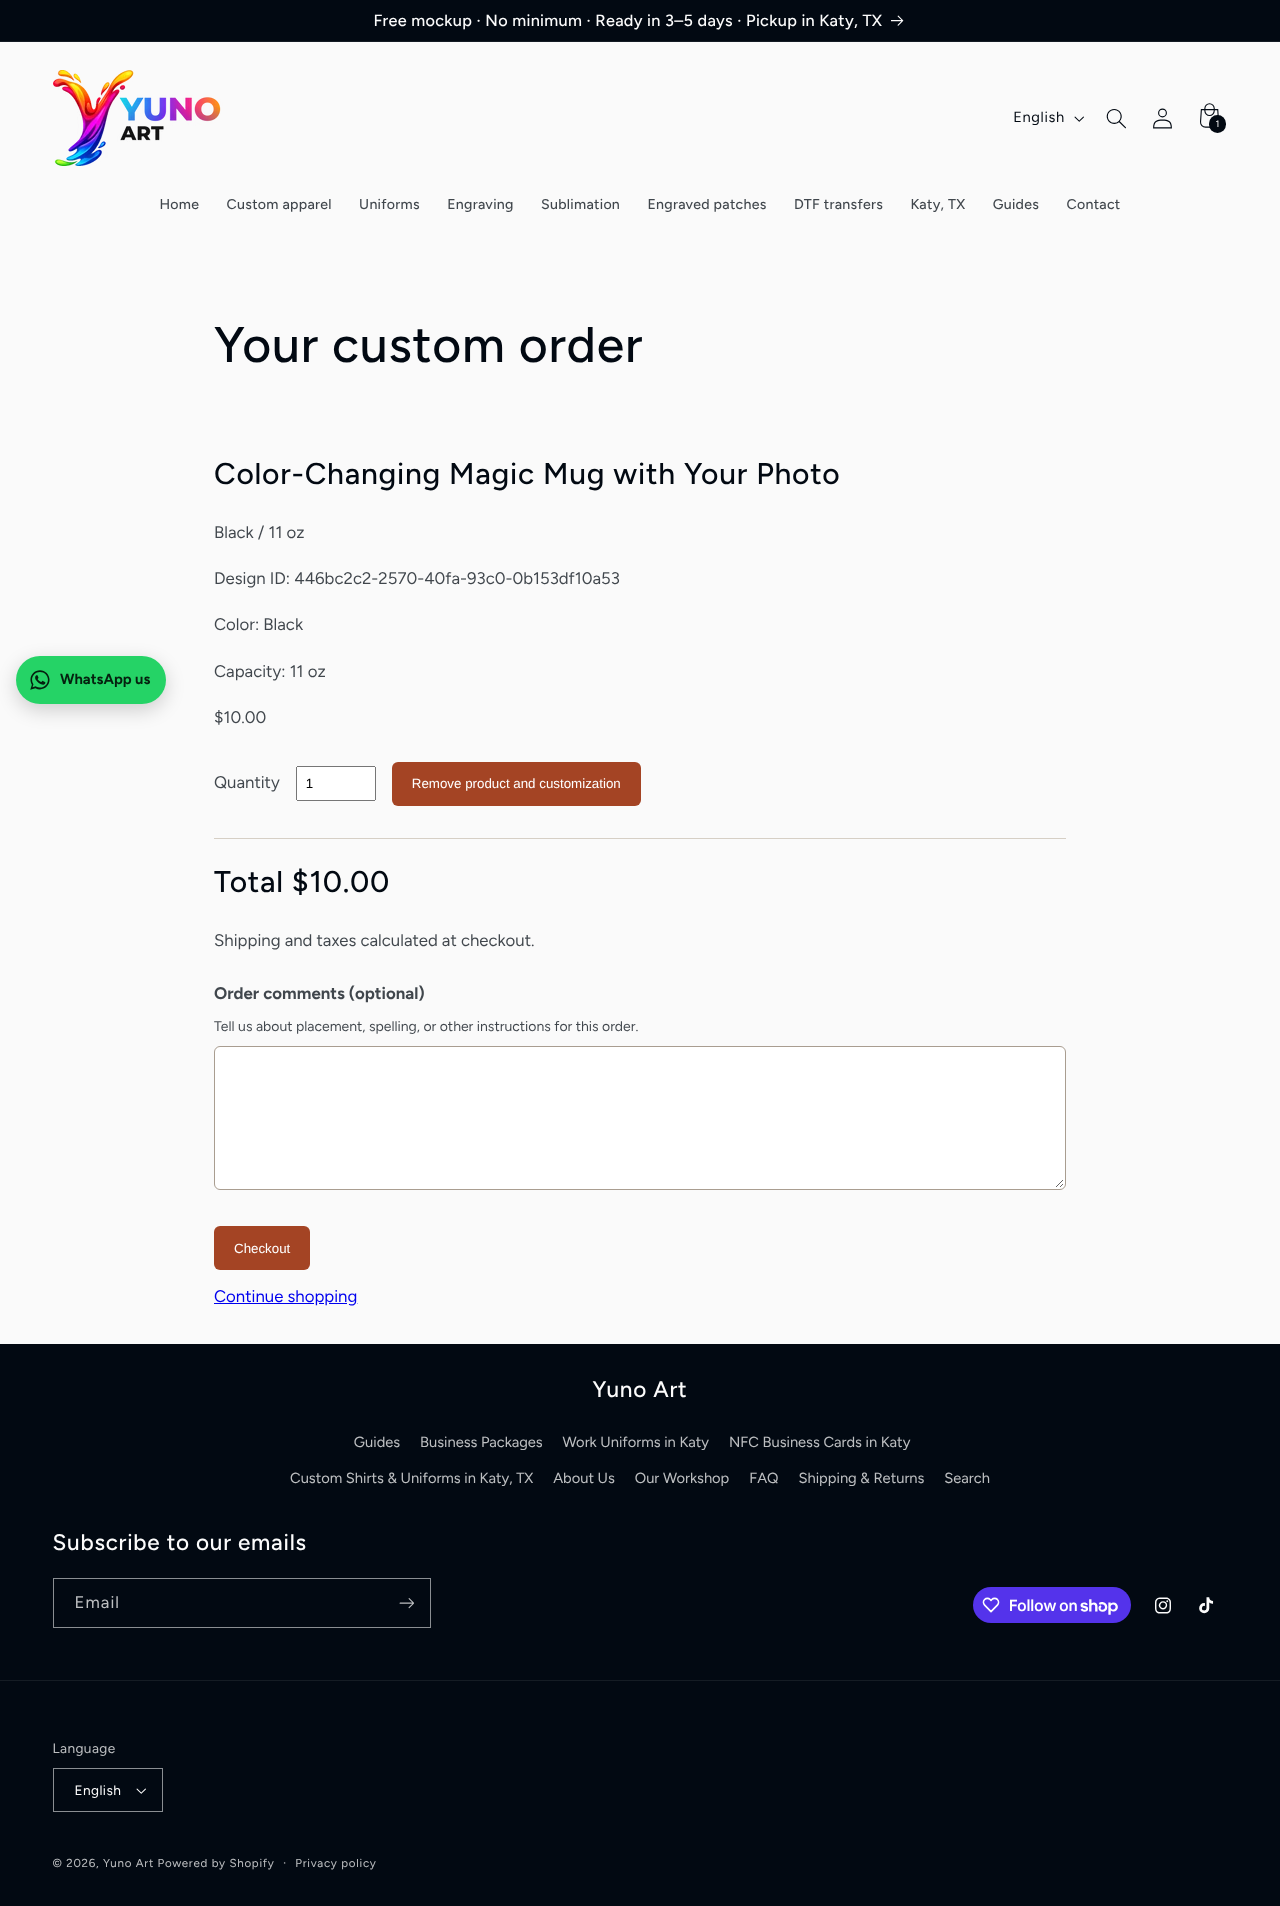 Free mockup · No minimum · Ready in 3–5 days · Pickup in Katy, TX →
YUNO
ART
English
1
Home Custom apparel Uniforms Engraving Sublimation Engraved patches DTF transfers Katy, TX Guides Contact
Your custom order
Color-Changing Magic Mug with Your Photo
Black / 11 oz
Design ID: 446bc2c2-2570-40fa-93c0-0b153df10a53
Color: Black
Capacity: 11 oz
WhatsApp us
$10.00
Quantity 1 Remove product and customization
Total $10.00
Shipping and taxes calculated at checkout.
Order comments (optional)
Tell us about placement, spelling, or other instructions for this order.
Checkout
Continue shopping
Yuno Art
Guides Business Packages Work Uniforms in Katy NFC Business Cards in Katy
Custom Shirts & Uniforms in Katy, TX About Us Our Workshop FAQ Shipping & Returns Search
Subscribe to our emails
Email
Follow on shop
Language
English
© 2026, Yuno Art Powered by Shopify · Privacy policy